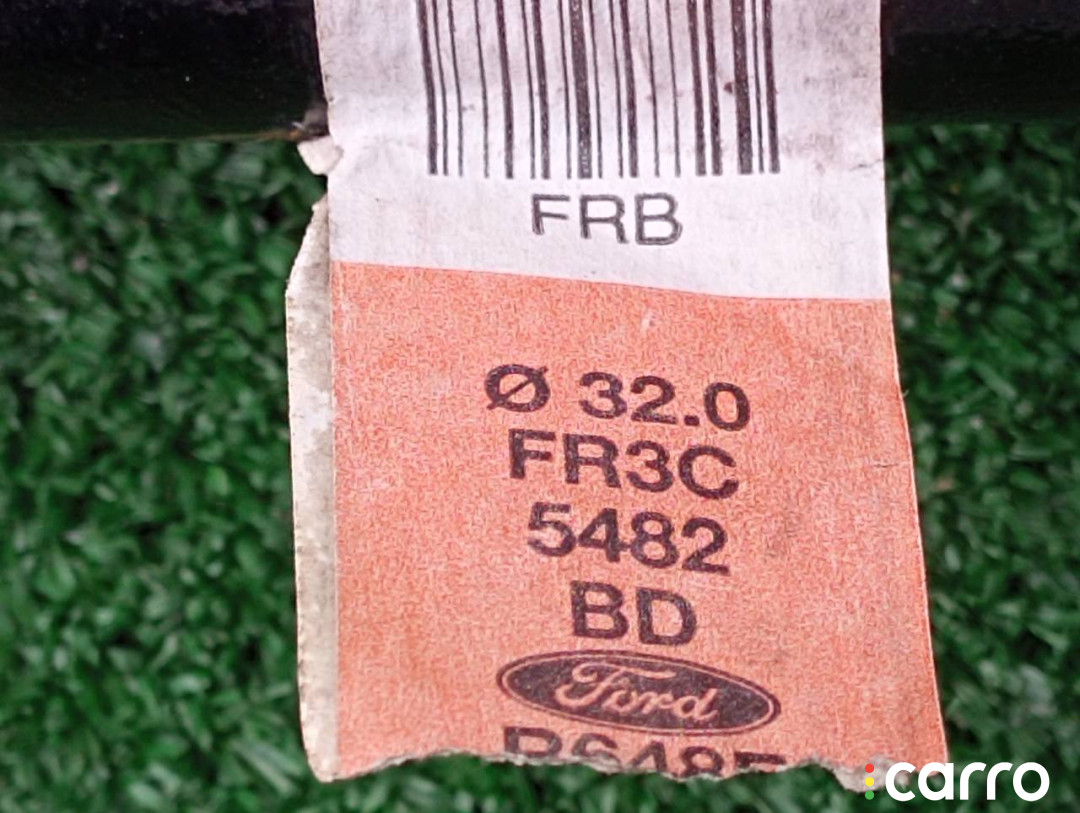 FRB
Ø 32.0
FR3C
5482
BD
Ford
carro